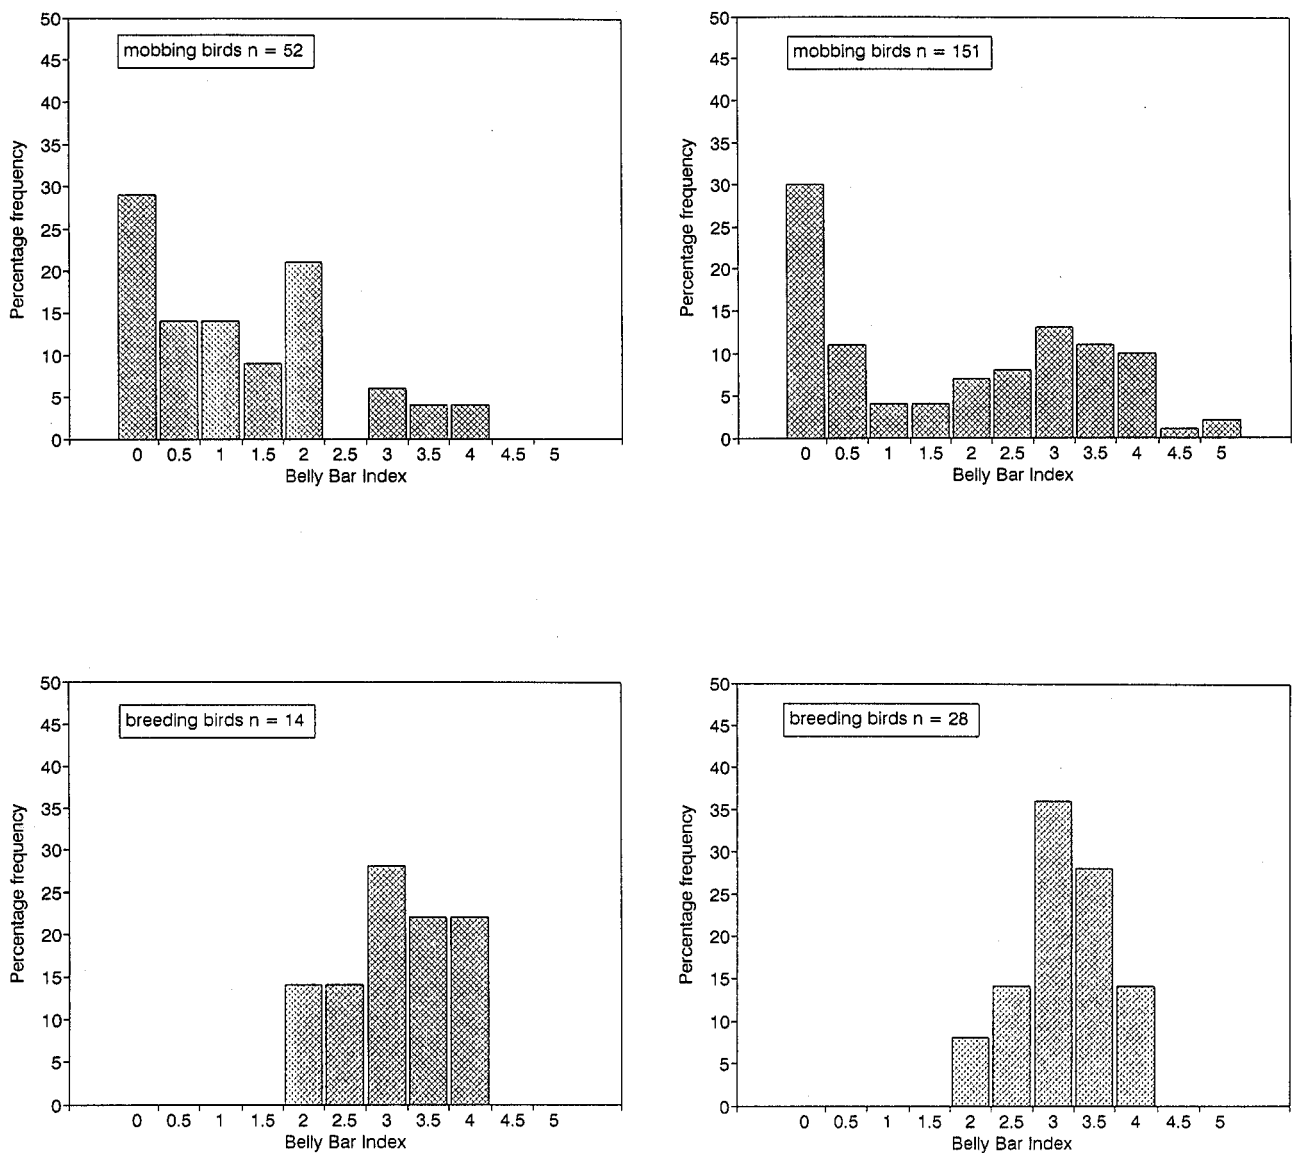 mobbing birds n = 52
Percentage frequency
50
45
40
35
30
25
20
15
10
5
0
0 0.5 1 1.5 2 2.5 3 3.5 4 4.5 5
Belly Bar Index
mobbing birds n = 151
Percentage frequency
50
45
40
35
30
25
20
15
10
5
0
0 0.5 1 1.5 2 2.5 3 3.5 4 4.5 5
Belly Bar Index
breeding birds n = 14
Percentage frequency
50
45
40
35
30
25
20
15
10
5
0
0 0.5 1 1.5 2 2.5 3 3.5 4 4.5 5
Belly Bar Index
breeding birds n = 28
Percentage frequency
50
45
40
35
30
25
20
15
10
5
0
0 0.5 1 1.5 2 2.5 3 3.5 4 4.5 5
Belly Bar Index